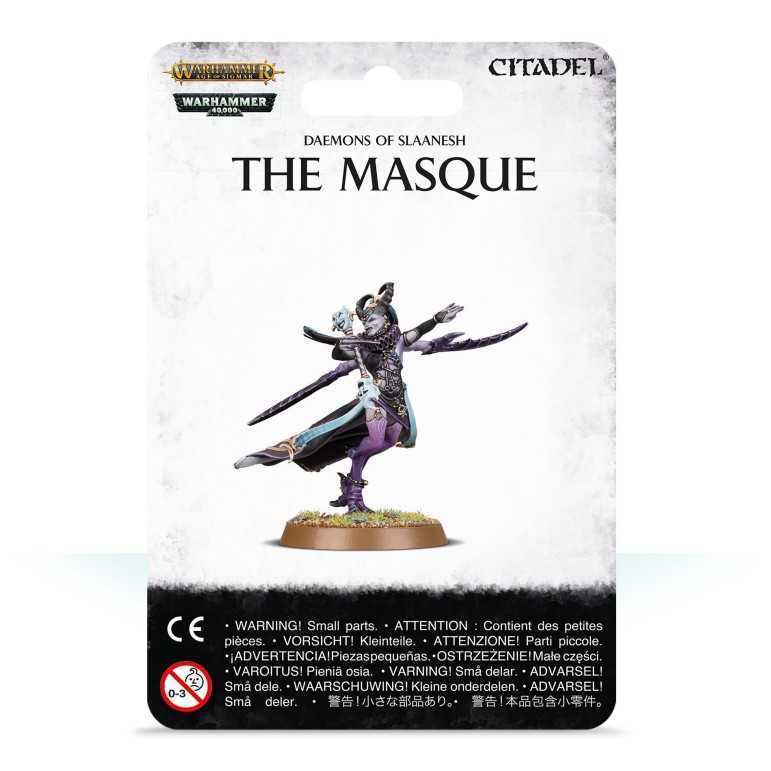 WARHAMMER
AGE OF SIGMAR
WARHAMMER
40,000
CITADEL®
DAEMONS OF SLAANESH
THE MASQUE
CE
0-3
• WARNING! Small parts. • ATTENTION : Contient des petites
pièces. • VORSICHT! Kleinteile. • ATTENZIONE! Parti piccole.
•¡ADVERTENCIA!Piezaspequeñas.•OSTRZEŻENIE!Małe części.
• VAROITUS! Pieniä osia. • VARNING! Små delar. • ADVARSEL!
Små dele. • WAARSCHUWING! Kleine onderdelen. • ADVARSEL!
Små deler. • 警告!小さな部品あり。• 警告!本品包含小零件。